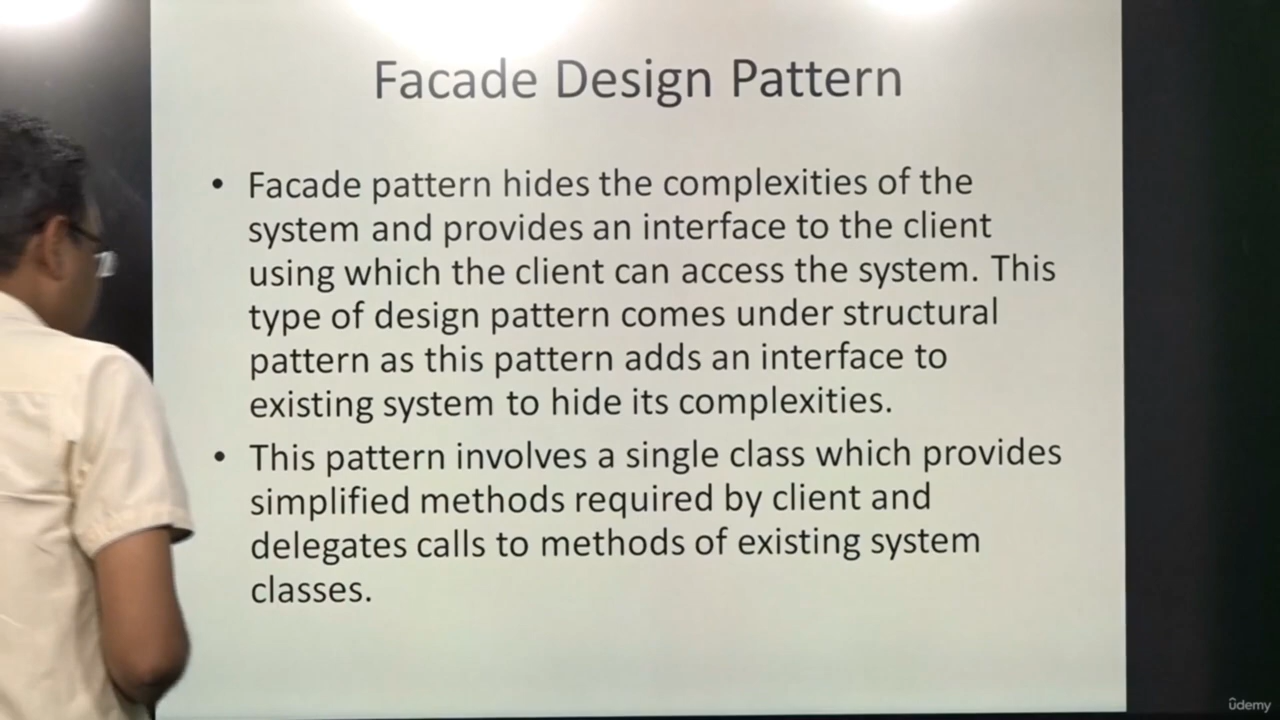 Facade Design Pattern
• Facade pattern hides the complexities of the
system and provides an interface to the client
using which the client can access the system. This
type of design pattern comes under structural
pattern as this pattern adds an interface to
existing system to hide its complexities.
• This pattern involves a single class which provides
simplified methods required by client and
delegates calls to methods of existing system
classes.
ûdemy